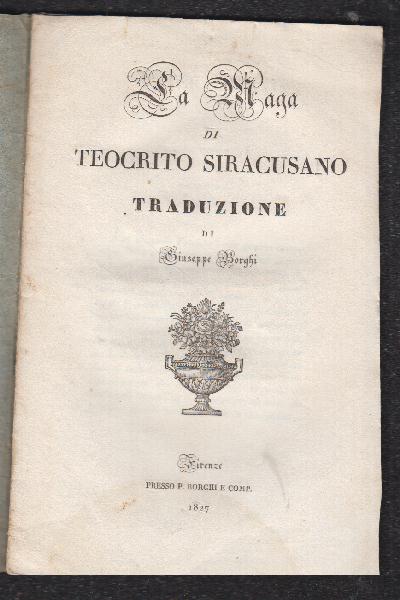 La Maga
DI
TEOCRITO SIRACUSANO
TRADUZIONE
DI
Giuseppe Borghi
Firenze
PRESSO P. BORGHI E COMP.
1827